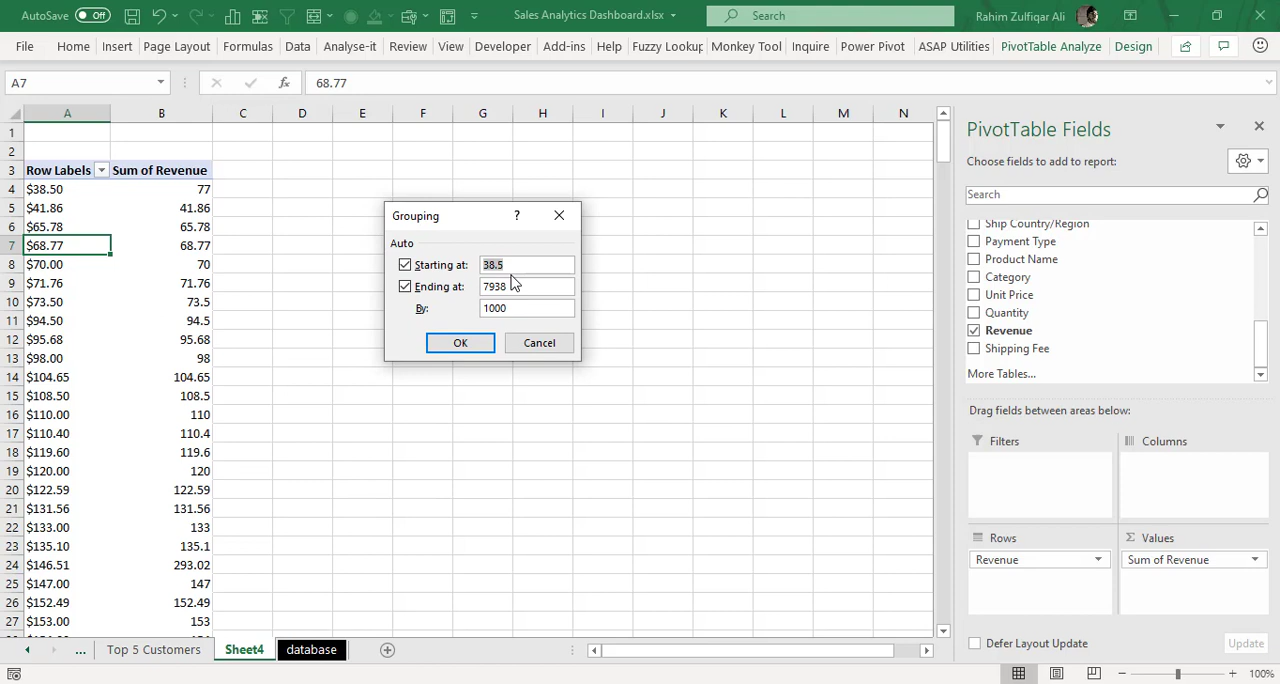 AutoSave Off Sales Analytics Dashboard.xlsx Search Rahim Zulfiqar Ali
File Home Insert Page Layout Formulas Data Analyse-it Review View Developer Add-ins Help Fuzzy Lookup Monkey Tool Inquire Power Pivot ASAP Utilities PivotTable Analyze Design
A7 fx 68.77
A B C D E F G H I J K L M N
1
2
3 Row Labels Sum of Revenue
4 $38.50 77
5 $41.86 41.86
6 $65.78 65.78
7 $68.77 68.77
8 $70.00 70
9 $71.76 71.76
10 $73.50 73.5
11 $94.50 94.5
12 $95.68 95.68
13 $98.00 98
14 $104.65 104.65
15 $108.50 108.5
16 $110.00 110
17 $110.40 110.4
18 $119.60 119.6
19 $120.00 120
20 $122.59 122.59
21 $131.56 131.56
22 $133.00 133
23 $135.10 135.1
24 $146.51 293.02
25 $147.00 147
26 $152.49 152.49
27 $153.00 153
Grouping ?
Auto
Starting at: 38.5
Ending at: 7938
By: 1000
OK Cancel
PivotTable Fields
Choose fields to add to report:
Search
Ship Country/Region
Payment Type
Product Name
Category
Unit Price
Quantity
Revenue
Shipping Fee
More Tables...
Drag fields between areas below:
Filters Columns
Rows Σ Values
Revenue Sum of Revenue
Defer Layout Update Update
... Top 5 Customers Sheet4 database
100%